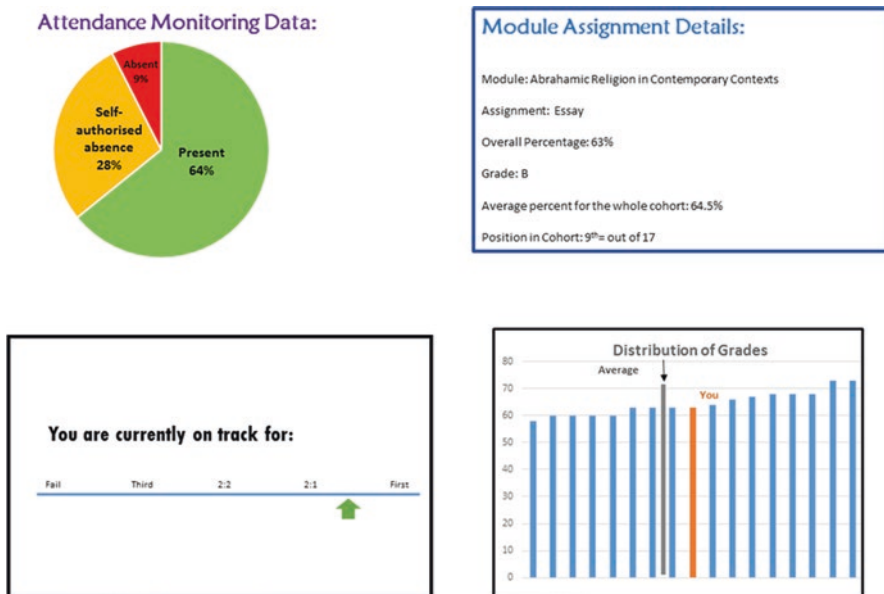 Attendance Monitoring Data:
Absent
9%
Self-
authorised
absence
28%
Present
64%
Module Assignment Details:
Module: Abrahamic Religion in Contemporary Contexts
Assignment: Essay
Overall Percentage: 63%
Grade: B
Average percent for the whole cohort: 64.5%
Position in Cohort: 9th= out of 17
You are currently on track for:
Fail Third 2:2 2:1 First
Distribution of Grades
Average
You
80
70
60
50
40
30
20
10
0